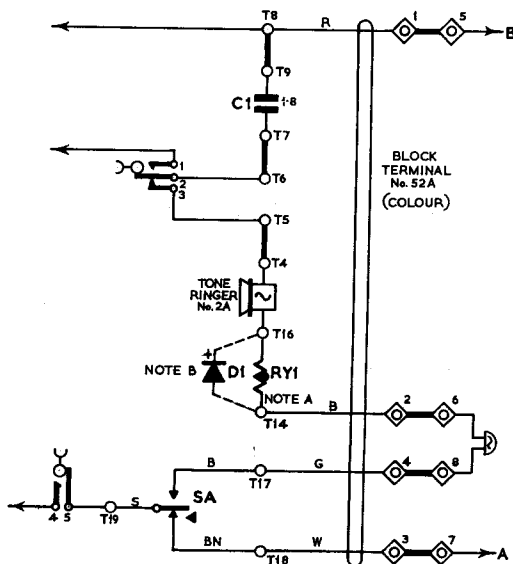 T8
R
1
5
B
T9
C1
1·8
T7
1
2
3
T6
BLOCK
TERMINAL
No. 52A
(COLOUR)
T5
T4
TONE
RINGER
No. 2A
T16
+
NOTE B
D1
RY1
NOTE A
B
2
6
T14
B
G
4
8
T17
SA
S
4
5
T19
BN
W
3
7
A
T18